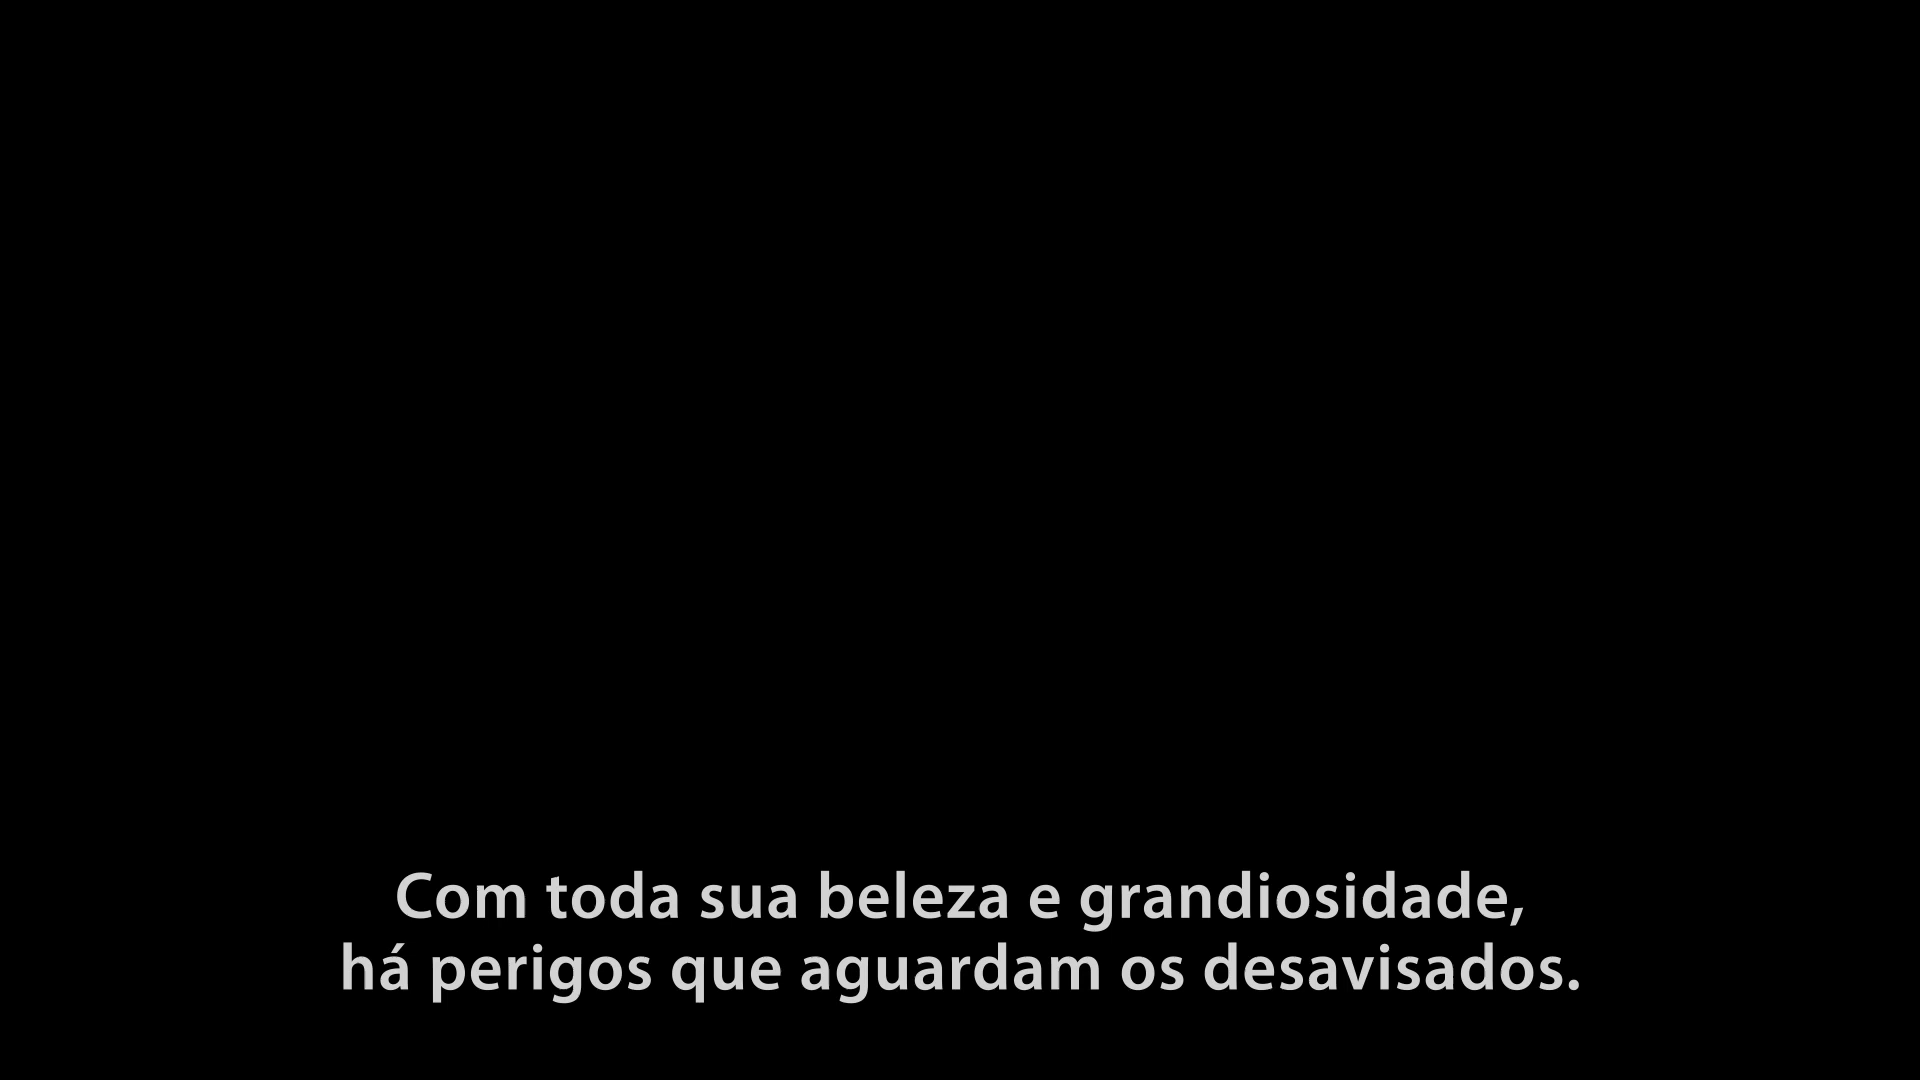 Com toda sua beleza e grandiosidade,
há perigos que aguardam os desavisados.